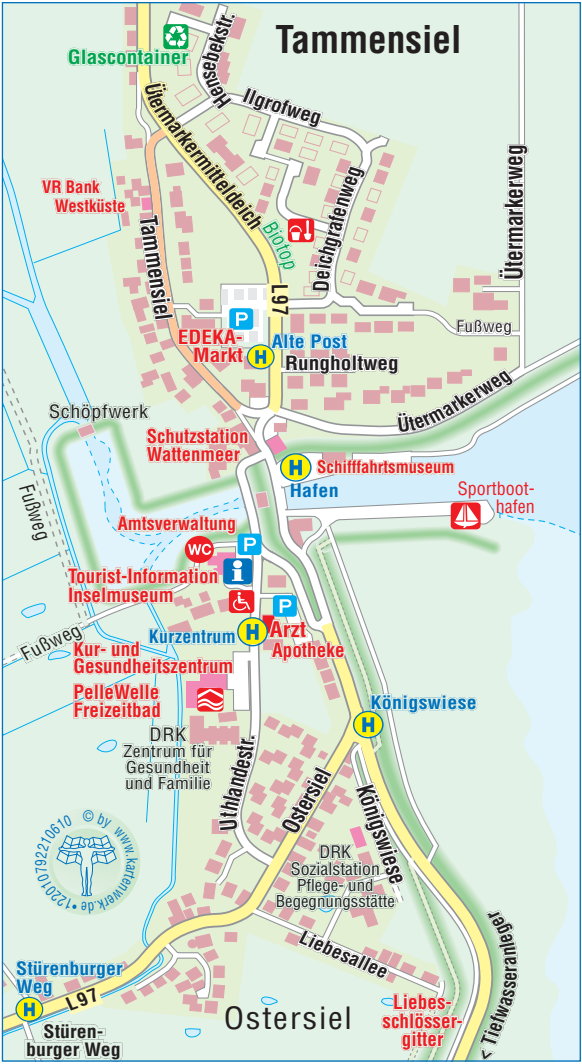 Tammensiel
Glascontainer
Heusebekstr.
Ilgrofweg
Ütermarkermitteldeich
VR Bank
Westküste
Tammensiel
Biotop
Deichgrafenweg
Ütermarkerweg
L97
P
EDEKA-
Markt
H
Alte Post
Fußweg
Rungholtweg
Ütermarkerweg
Schöpfwerk
Schutzstation
Wattenmeer
H
Schifffahrtsmuseum
Hafen
Fußweg
Sportboot-
hafen
Amtsverwaltung
WC
P
Tourist-Information
i
Inselmuseum
P
Fußweg
Kurzentrum
H
Arzt
Apotheke
Kur- und
Gesundheitszentrum
PelleWelle
Freizeitbad
Königswiese
H
DRK
Zentrum für
Gesundheit
und Familie
Uthlandestr.
Ostersiel
Königswiese
DRK
Sozialstation
Pflege- und
Begegnungsstätte
© by www.kartenwerk.de • 122010792210610
Liebesallee
< Tiefwasseranleger
Stürenburger
Weg
H
L97
Stüren-
burger Weg
Ostersiel
Liebes-
schlösser-
gitter